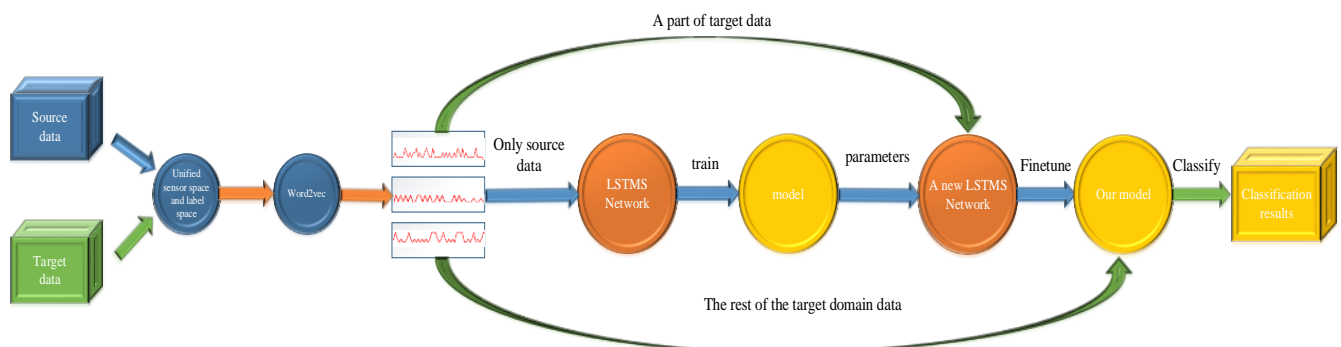 A part of target data
Source
data
Target
data
Unified
sensor space
and label
space
Word2vec
Only source
data
LSTMS
Network
train
model
parameters
A new LSTMS
Network
Finetune
Our model
Classify
Classification
results
The rest of the target domain data